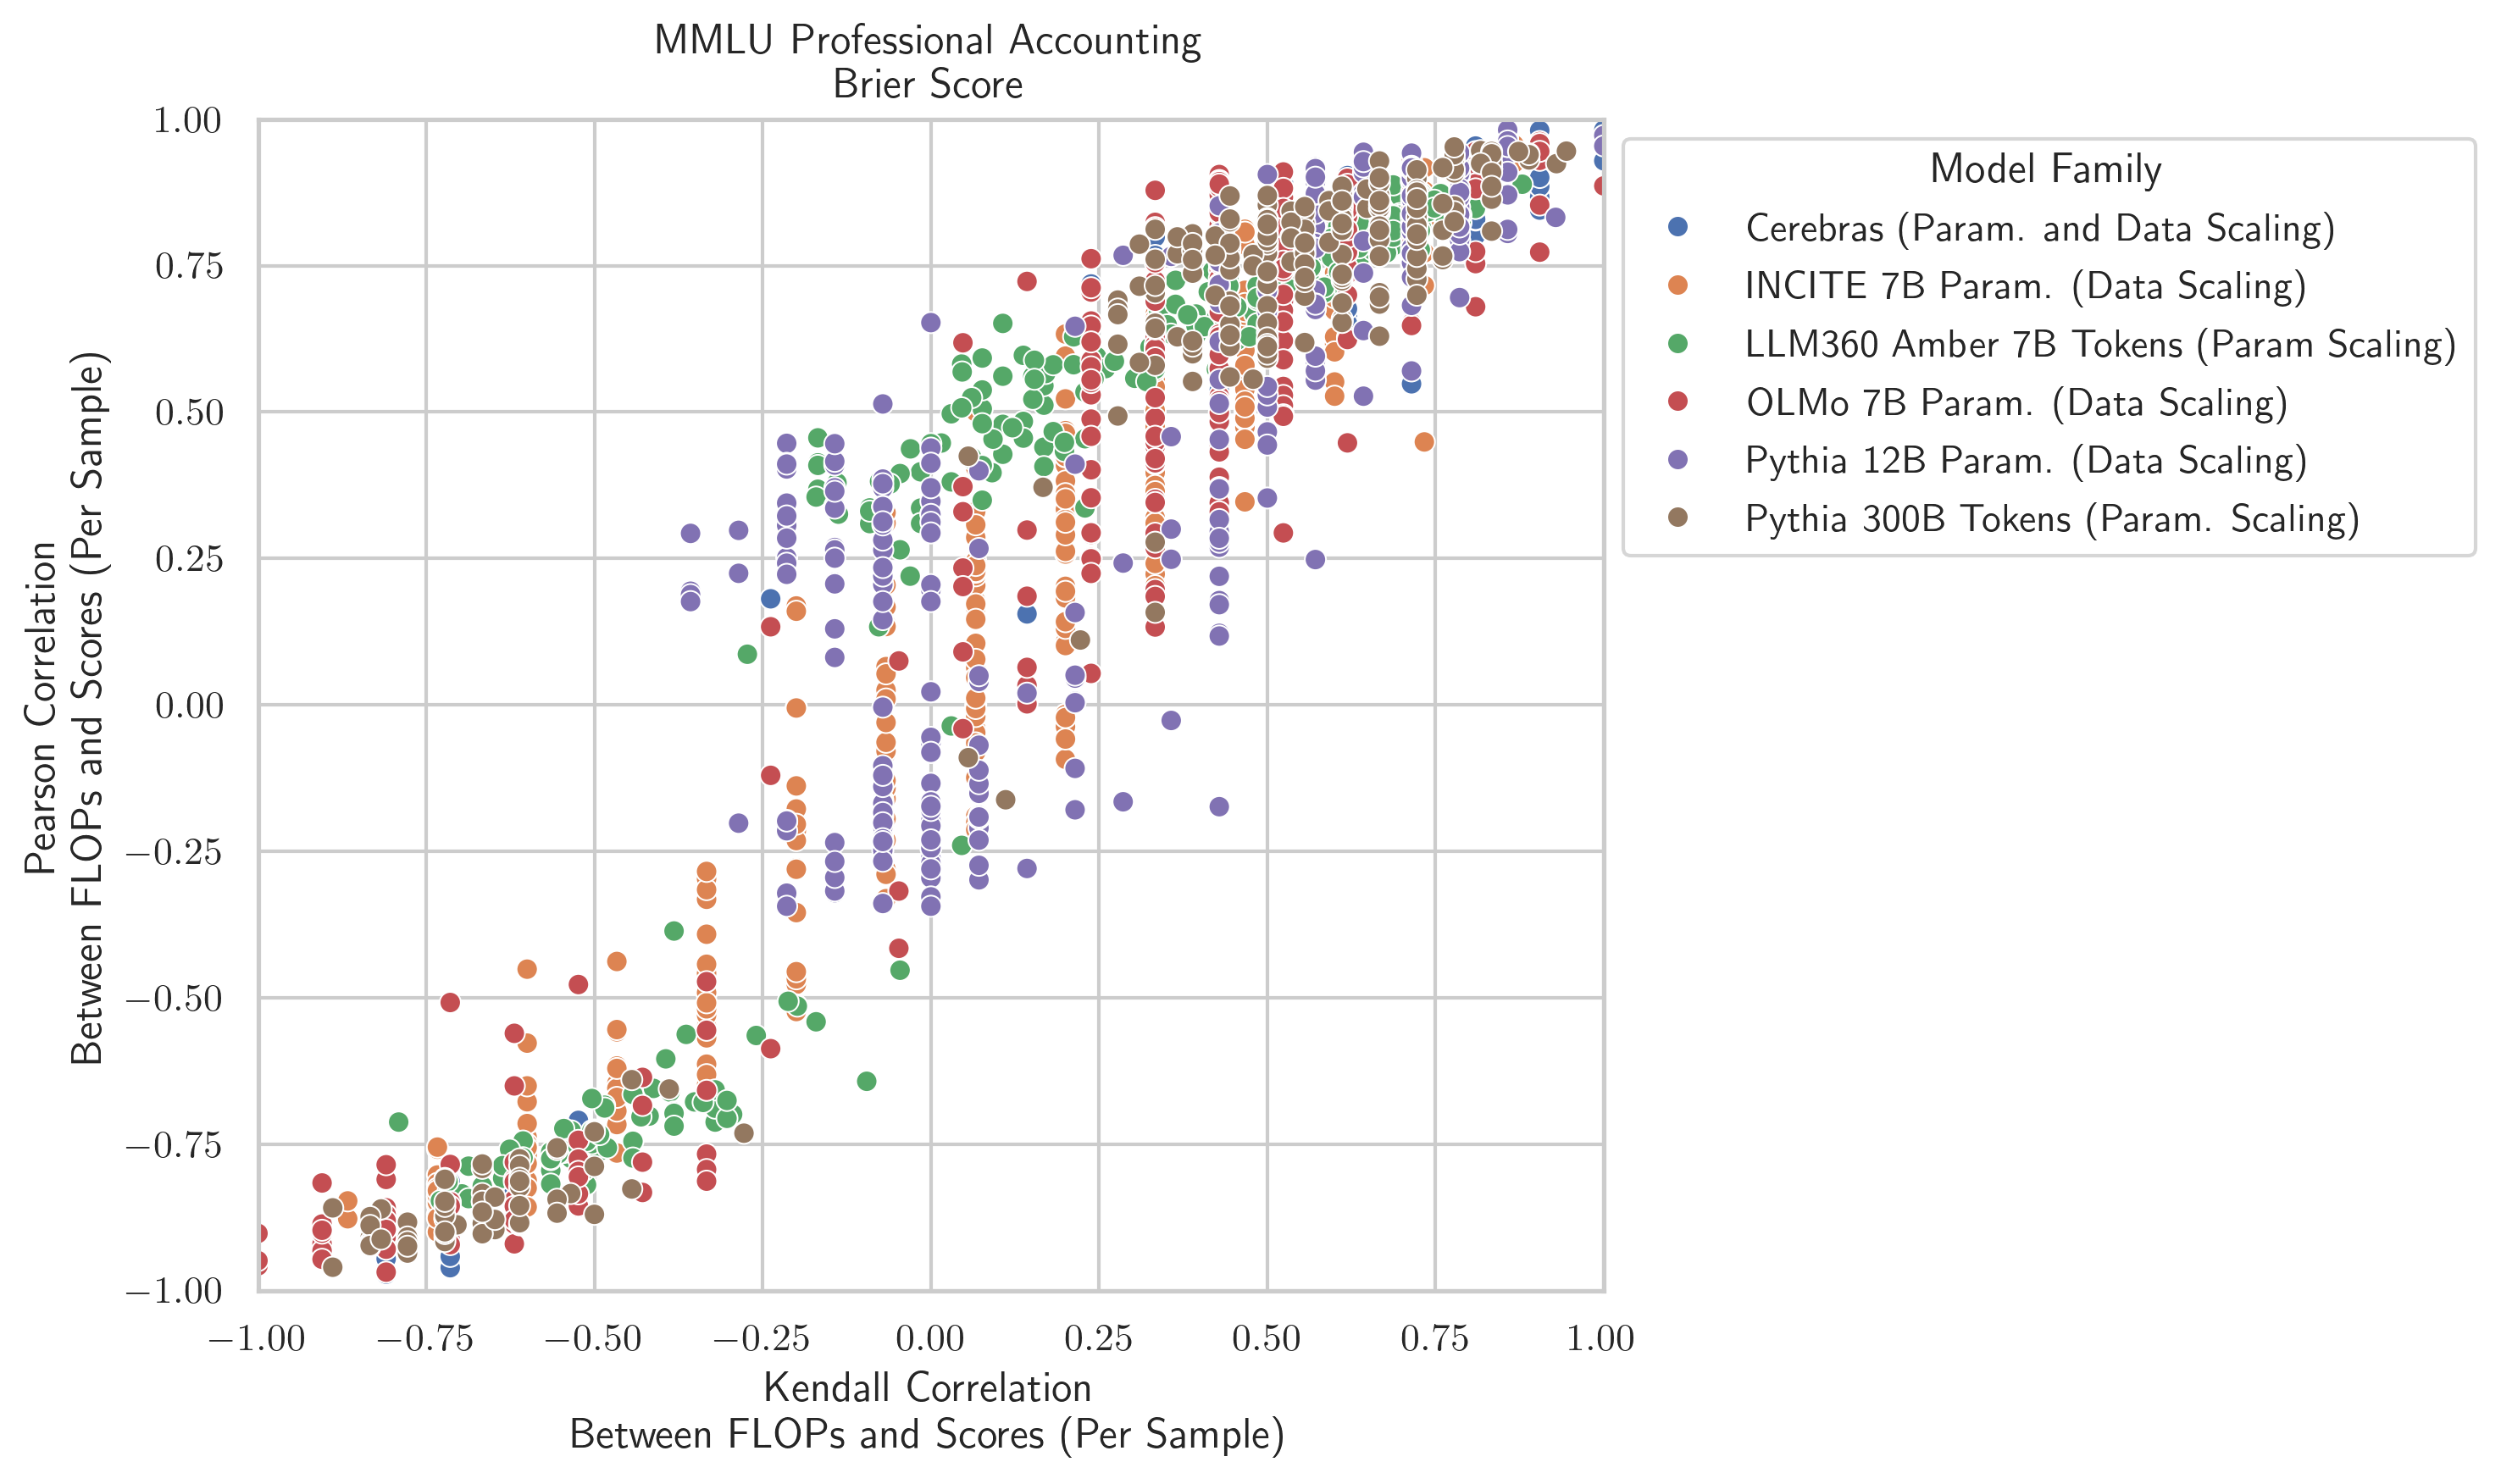 MMLU Professional Accounting
Brier Score
Pearson Correlation
Between FLOPs and Scores (Per Sample)
1.00
0.75
0.50
0.25
0.00
−0.25
−0.50
−0.75
−1.00
−1.00 −0.75 −0.50 −0.25 0.00 0.25 0.50 0.75 1.00
Kendall Correlation
Between FLOPs and Scores (Per Sample)
Model Family
Cerebras (Param. and Data Scaling)
INCITE 7B Param. (Data Scaling)
LLM360 Amber 7B Tokens (Param Scaling)
OLMo 7B Param. (Data Scaling)
Pythia 12B Param. (Data Scaling)
Pythia 300B Tokens (Param. Scaling)